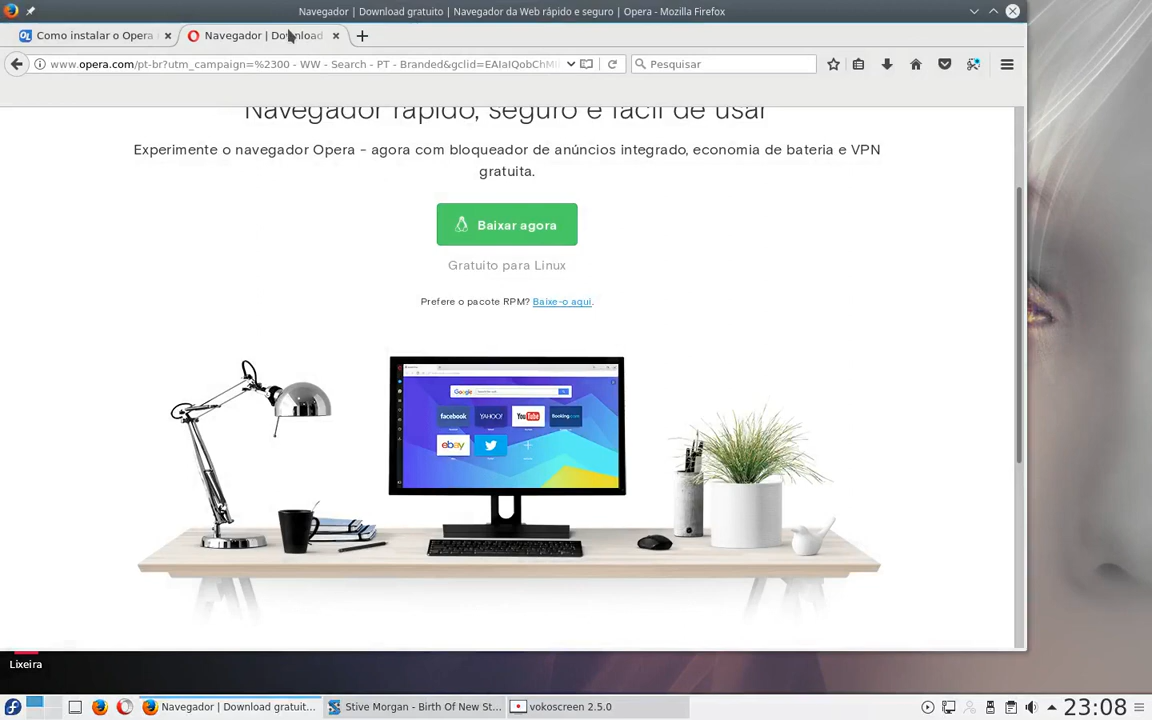 Navegador | Download gratuito | Navegador da Web rápido e seguro | Opera - Mozilla Firefox
Como instalar o Opera
Navegador | Download
www.opera.com/pt-br?utm_campaign=%2300 - WW - Search - PT - Branded&gclid=EAIaIQobChMI
Pesquisar
Navegador rápido, seguro e fácil de usar
Experimente o navegador Opera - agora com bloqueador de anúncios integrado, economia de bateria e VPN
gratuita.
Baixar agora
Gratuito para Linux
Prefere o pacote RPM? Baixe-o aqui.
Google
facebook YAHOO! YouTube Booking.com
ebay
Lixeira
Navegador | Download gratuit...
Stive Morgan - Birth Of New St...
vokoscreen 2.5.0
23:08